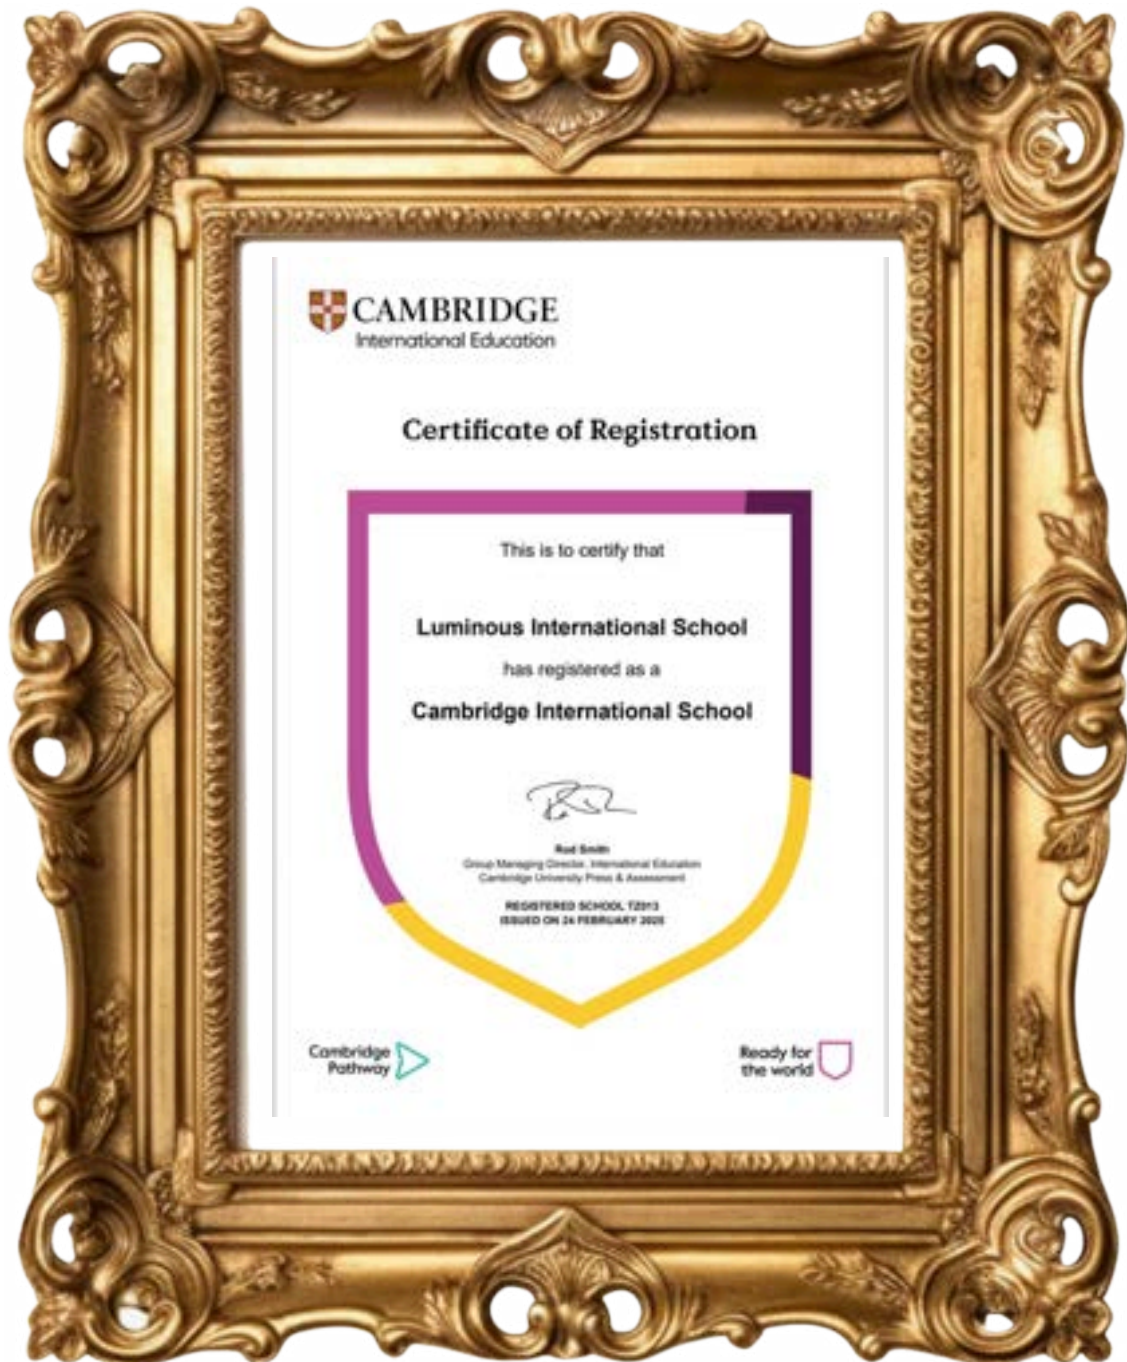 CAMBRIDGE
International Education
Certificate of Registration
This is to certify that
Luminous International School
has registered as a
Cambridge International School
Rod Smith
Group Managing Director, International Education
Cambridge University Press & Assessment
REGISTERED SCHOOL TZ013
ISSUED ON 24 FEBRUARY 2025
Cambridge
Pathway
Ready for
the world